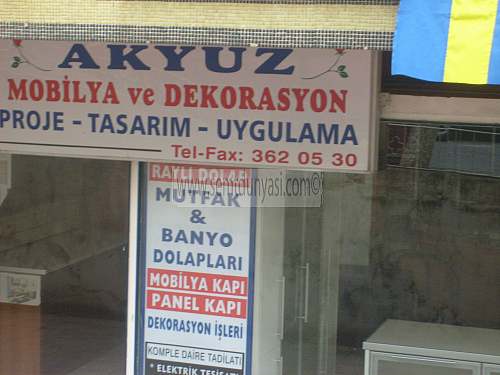 AKYUZ
MOBİLYA ve DEKORASYON
PROJE - TASARIM - UYGULAMA
Tel-Fax: 362 05 30
RAYLI DOLAP
MUTFAK
&
BANYO
DOLAPLARI
MOBİLYA KAPI
PANEL KAPI
DEKORASYON İŞLERİ
KOMPLE DAİRE TADİLATI
* ELEKTRİK TESİSATI